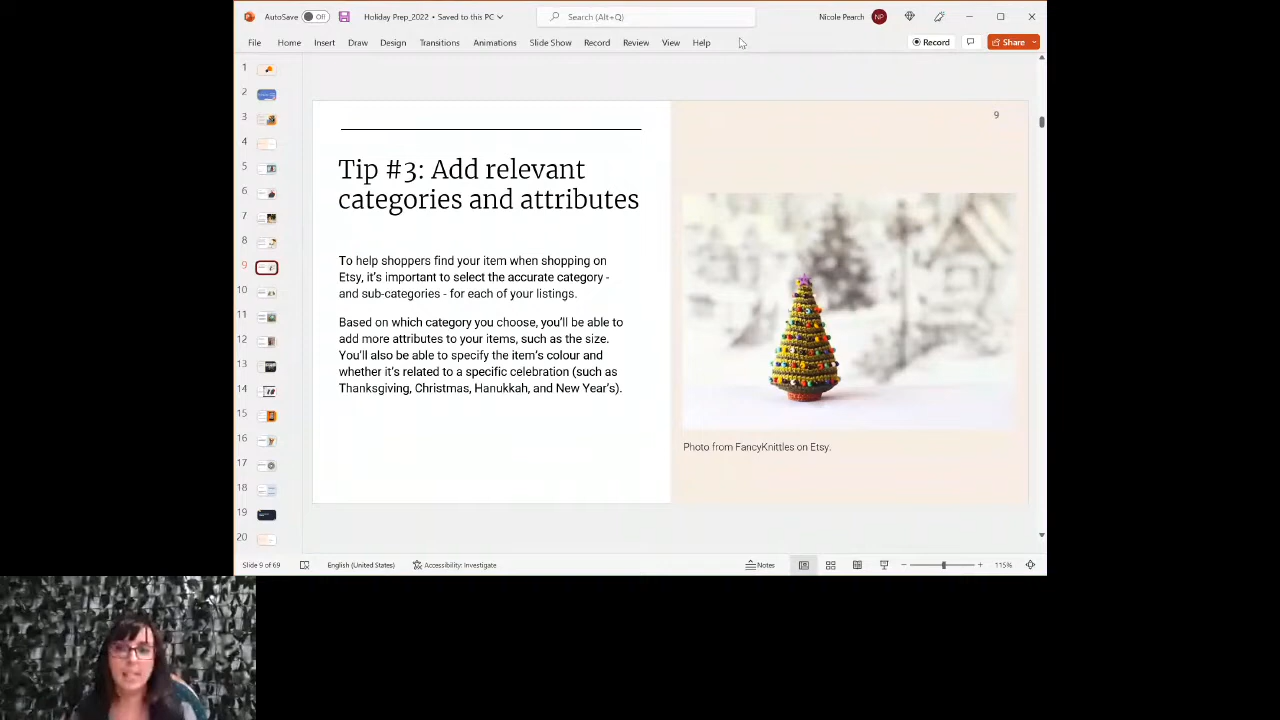 AutoSave Off Holiday Prep_2022 • Saved to this PC Search (Alt+Q) Nicole Pearch NP
File Home Insert Draw Design Transitions Animations Slide Show Record Review View Help Record Share
1
2
3
4
5
6
7
8
9
10
11
12
13
14
15
16
17
18
19
20
9
Tip #3: Add relevant
categories and attributes
To help shoppers find your item when shopping on
Etsy, it's important to select the accurate category -
and sub-categories - for each of your listings.
Based on which category you choose, you'll be able to
add more attributes to your items, such as the size.
You'll also be able to specify the item's colour and
whether it's related to a specific celebration (such as
Thanksgiving, Christmas, Hanukkah, and New Year's).
Photo from FancyKnittles on Etsy.
Slide 9 of 69 English (United States) Accessibility: Investigate Notes 115%